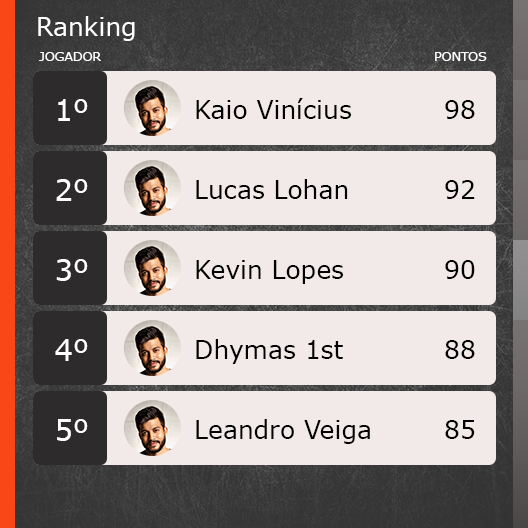 Ranking
JOGADOR PONTOS
1º Kaio Vinícius 98
2º Lucas Lohan 92
3º Kevin Lopes 90
4º Dhymas 1st 88
5º Leandro Veiga 85